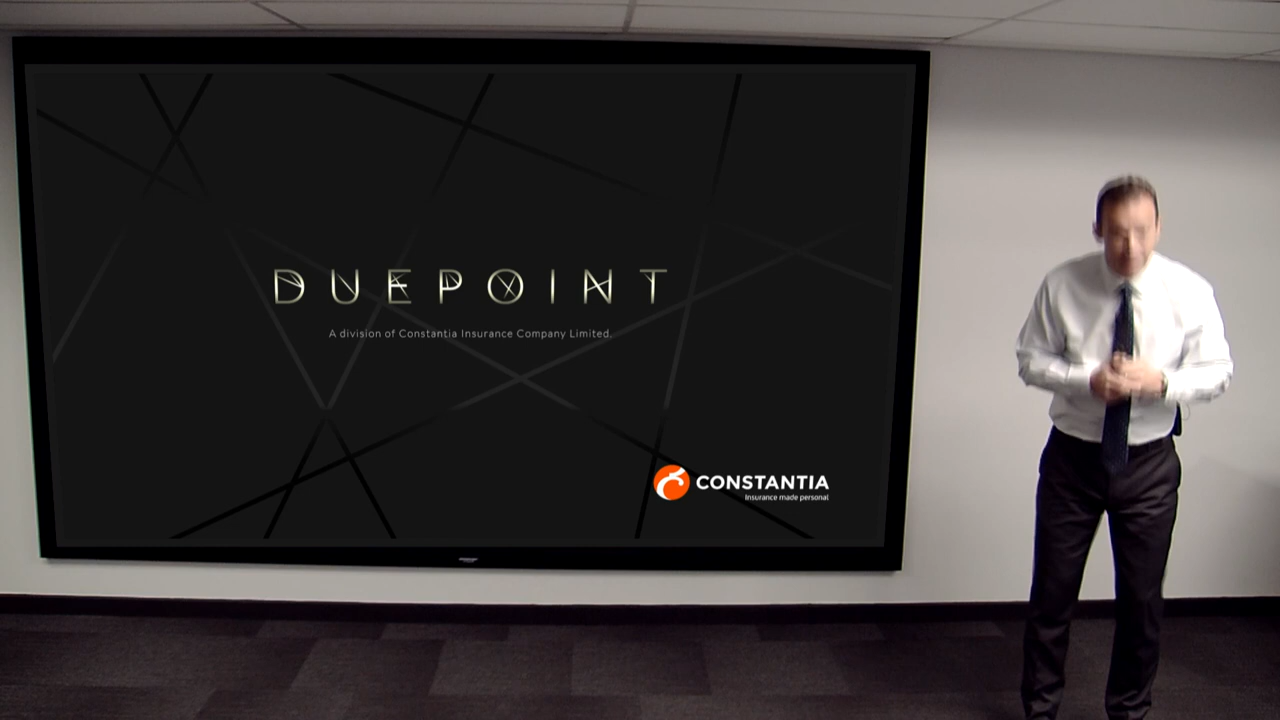 DUEPOINT
A division of Constantia Insurance Company Limited.
CONSTANTIA
Insurance made personal